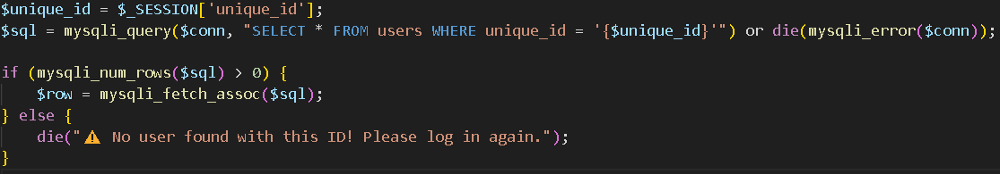 $unique_id = $_SESSION['unique_id'];
$sql = mysqli_query($conn, "SELECT * FROM users WHERE unique_id = '{$unique_id}'") or die(mysqli_error($conn));

if (mysqli_num_rows($sql) > 0) {
    $row = mysqli_fetch_assoc($sql);
} else {
    die("⚠️ No user found with this ID! Please log in again.");
}